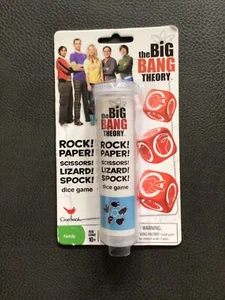 the BiG
BANG
THEORY
the BiG
BANG
THEORY
ROCK!
PAPER!
SCISSORS!
LIZARD!
SPOCK!
dice game
ROCK!
PAPER!
SCISSORS!
LIZARD!
SPOCK!
dice game
Cardinal
Family
10+
WARNING: